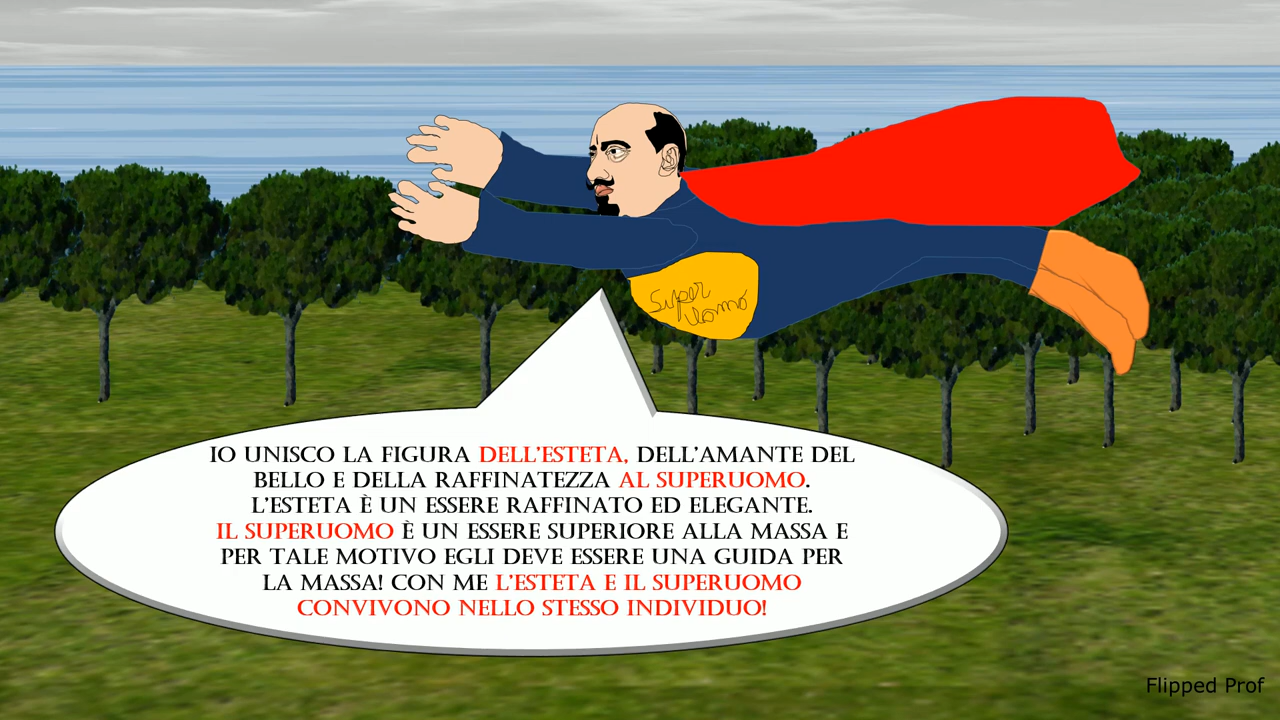 Super
Uomo
IO UNISCO LA FIGURA DELL'ESTETA, DELL'AMANTE DEL
BELLO E DELLA RAFFINATEZZA AL SUPERUOMO.
L'ESTETA È UN ESSERE RAFFINATO ED ELEGANTE.
IL SUPERUOMO È UN ESSERE SUPERIORE ALLA MASSA E
PER TALE MOTIVO EGLI DEVE ESSERE UNA GUIDA PER
LA MASSA! CON ME L'ESTETA E IL SUPERUOMO
CONVIVONO NELLO STESSO INDIVIDUO!
Flipped Prof